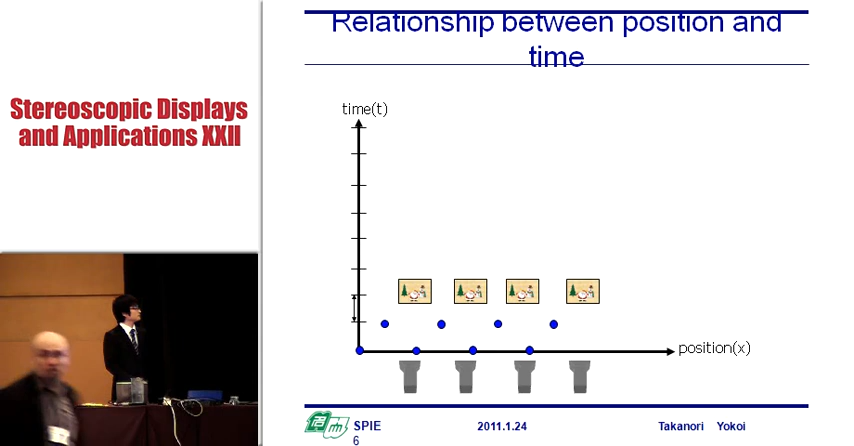 Stereoscopic Displays
and Applications XXII
Relationship between position and
time
time(t)
position(x)
SPIE 2011.1.24 Takanori Yokoi
6